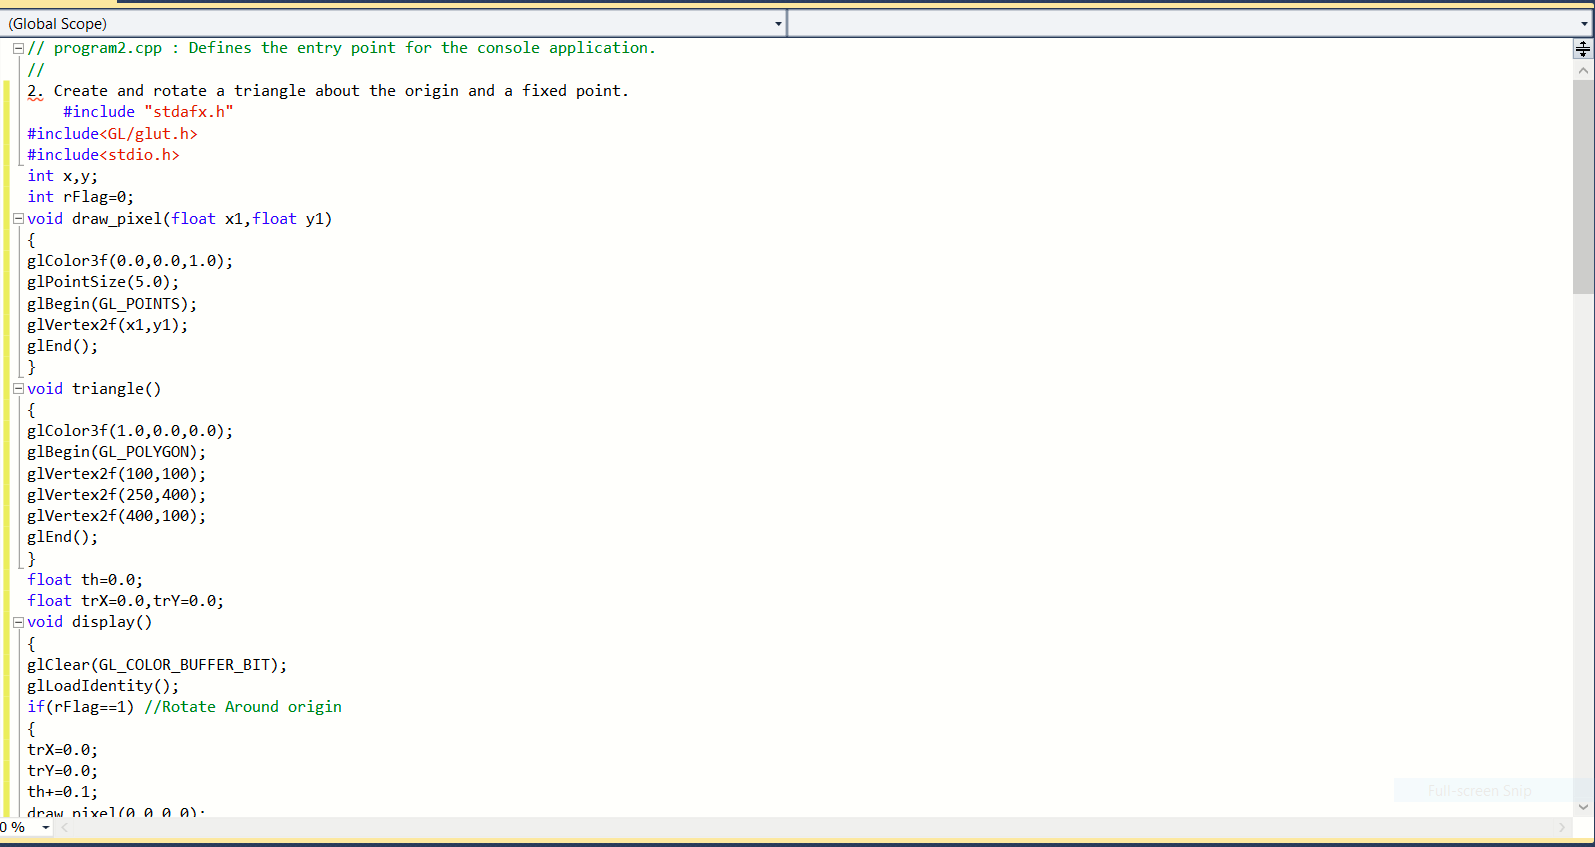 (Global Scope)
// program2.cpp : Defines the entry point for the console application.
//
2. Create and rotate a triangle about the origin and a fixed point.
#include "stdafx.h"
#include<GL/glut.h>
#include<stdio.h>
int x,y;
int rFlag=0;
void draw_pixel(float x1,float y1)
{
glColor3f(0.0,0.0,1.0);
glPointSize(5.0);
glBegin(GL_POINTS);
glVertex2f(x1,y1);
glEnd();
}
void triangle()
{
glColor3f(1.0,0.0,0.0);
glBegin(GL_POLYGON);
glVertex2f(100,100);
glVertex2f(250,400);
glVertex2f(400,100);
glEnd();
}
float th=0.0;
float trX=0.0,trY=0.0;
void display()
{
glClear(GL_COLOR_BUFFER_BIT);
glLoadIdentity();
if(rFlag==1) //Rotate Around origin
{
trX=0.0;
trY=0.0;
th+=0.1;
draw_pixel(0.0,0.0);
Full-screen Snip
0 %